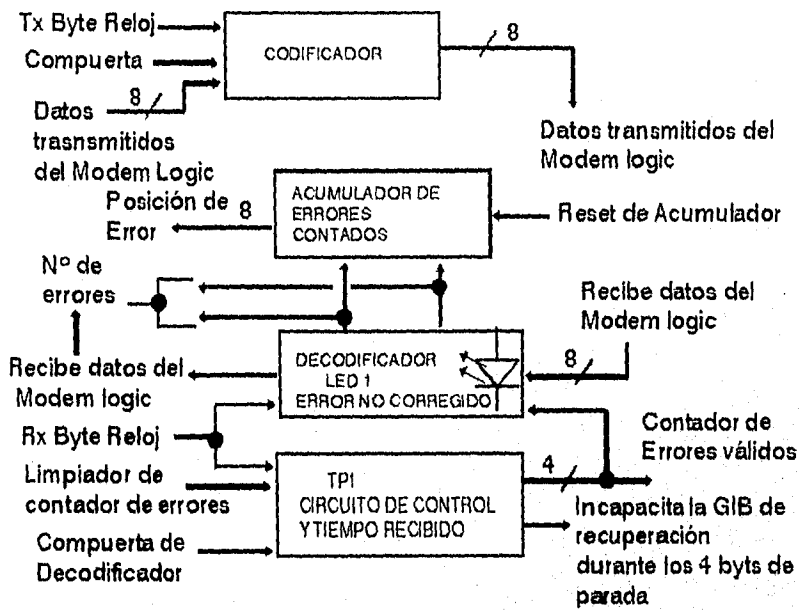 Tx Byte Reloj
Compuerta
8
Datos
trasnsmitidos
del Modem Logic
CODIFICADOR
8
Datos transmitidos del
Modem logic
Posición de
Error
8
ACUMULADOR DE
ERRORES
CONTADOS
Reset de Acumulador
Nº de
errores
Recibe datos del
Modem logic
8
DECODIFICADOR
LED 1
ERROR NO CORREGIDO
Recibe datos del
Modem logic
Rx Byte Reloj
Limpiador de
contador de errores
Compuerta de
Decodificador
TP1
CIRCUITO DE CONTROL
Y TIEMPO RECIBIDO
4
Contador de
Errores válidos
Incapacita la GIB de
recuperación
durante los 4 byts de
parada